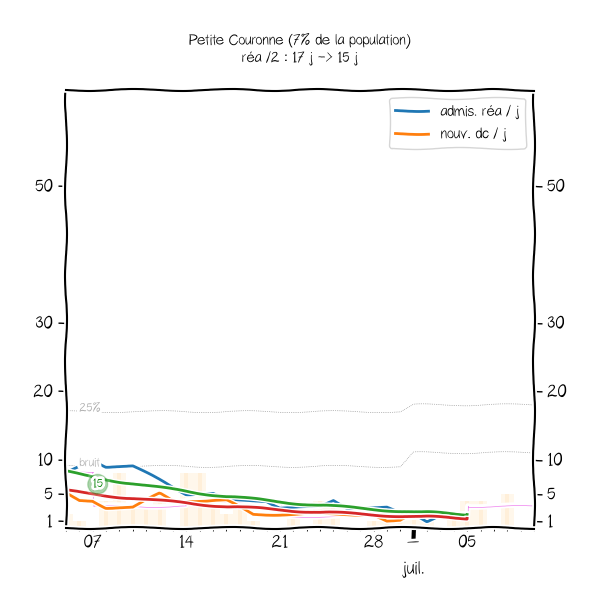 Petite Couronne (7% de la population)
réa /2 : 17 j -> 15 j
admis. réa / j
nouv. dc / j
50 50
30 30
20 20
25%
10 10
bruit
15
5 5
1 1
07 14 21 28 05
juil.